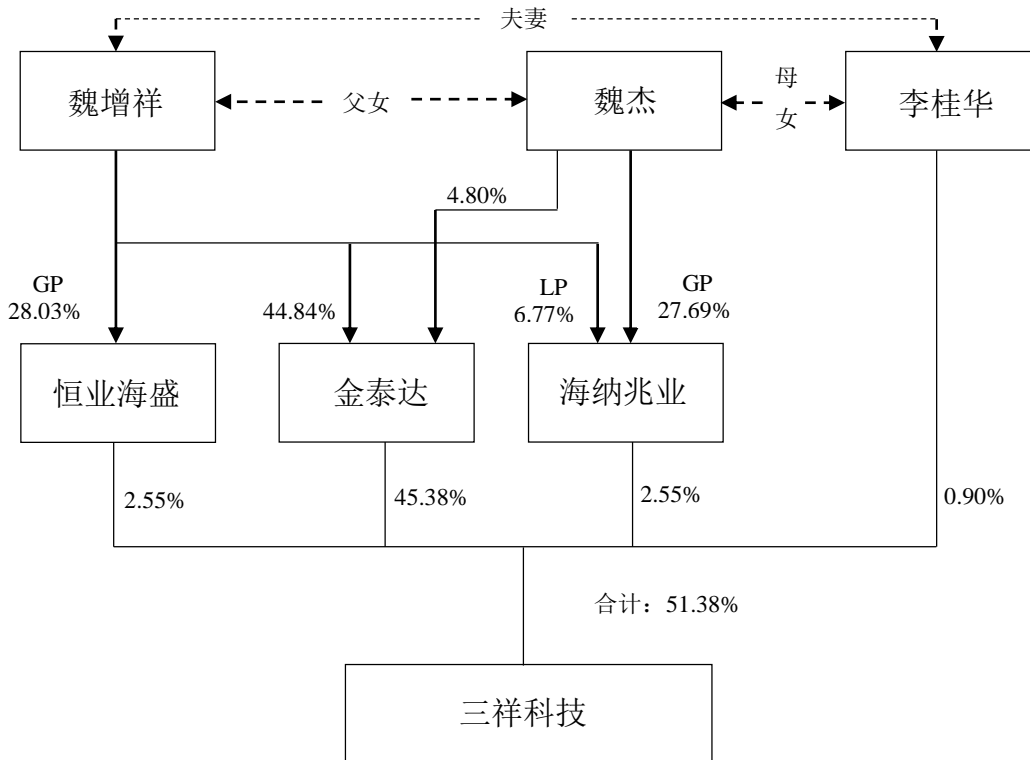 夫妻
魏增祥
父女
魏杰
母
女
李桂华
4.80%
GP
28.03%
44.84%
LP
6.77%
GP
27.69%
恒业海盛
金泰达
海纳兆业
2.55%
45.38%
2.55%
0.90%
合计：51.38%
三祥科技